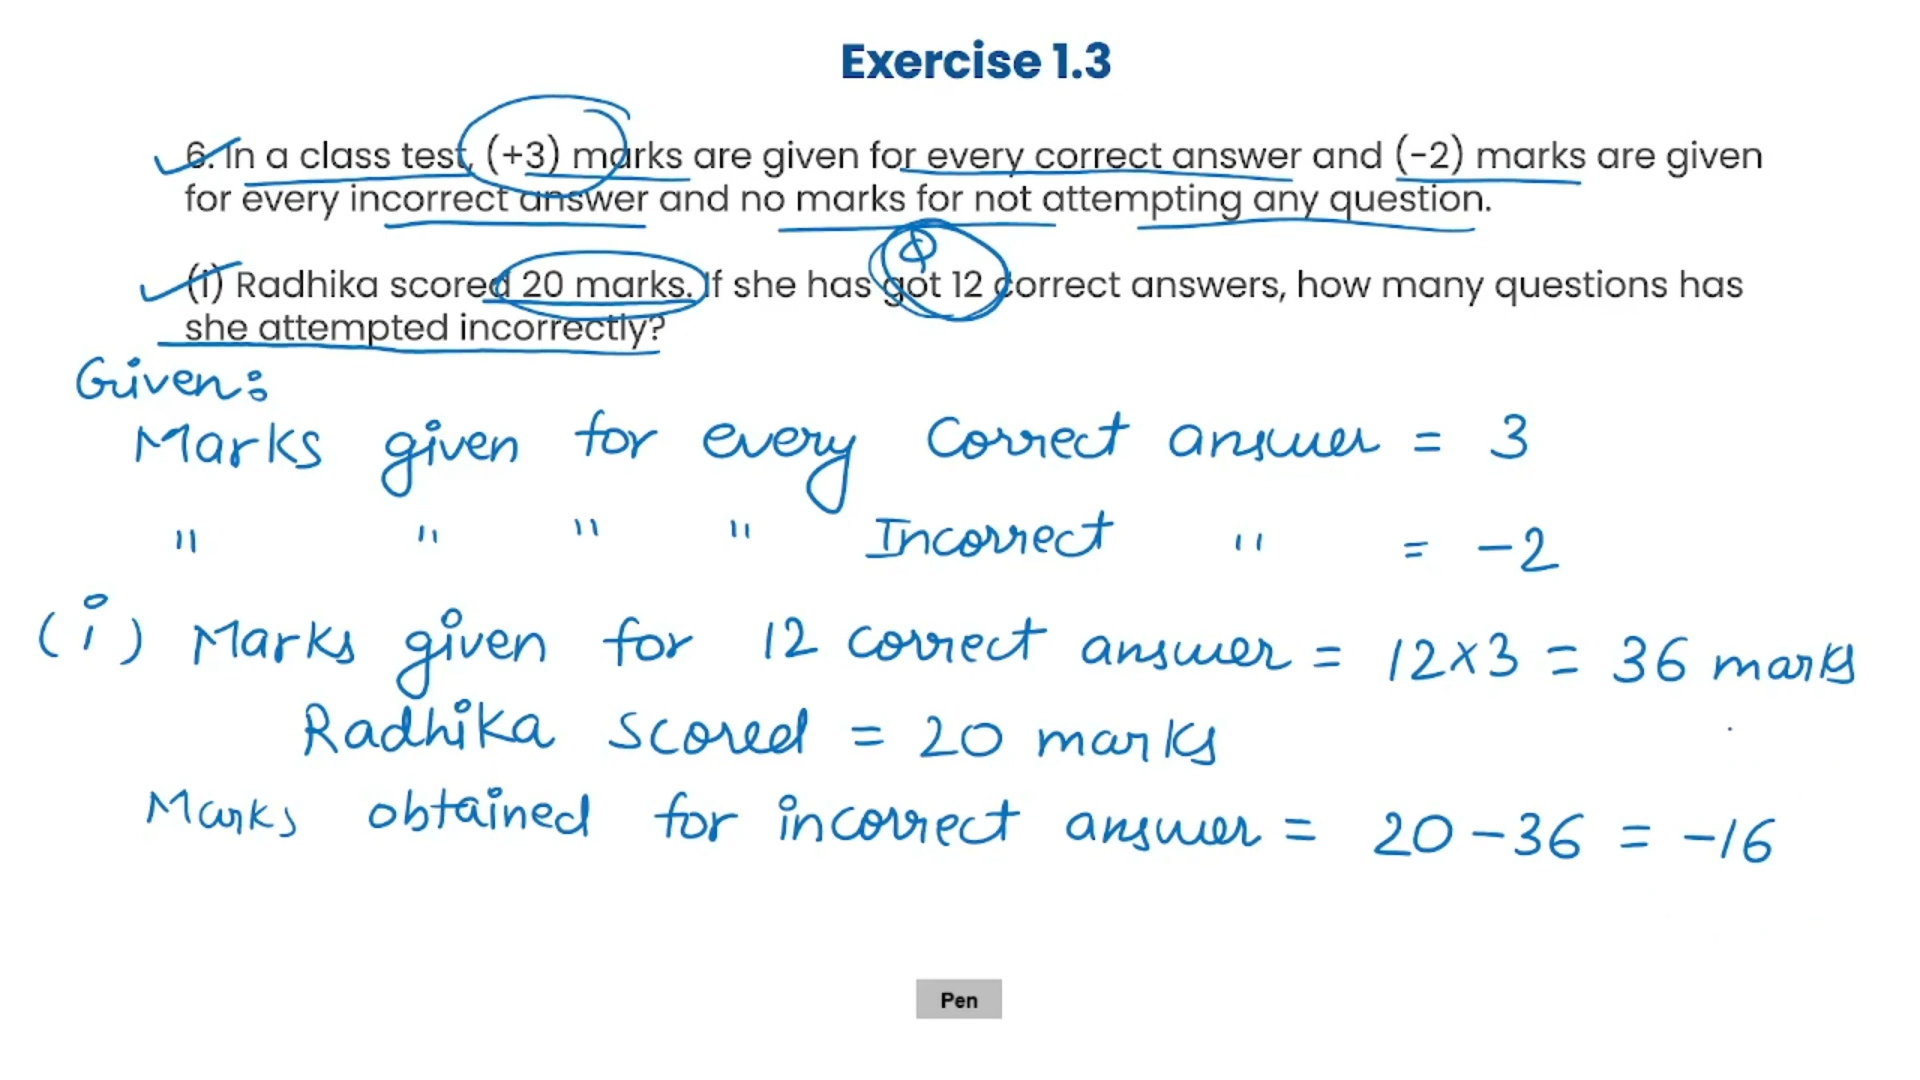 Exercise 1.3
6. In a class test, (+3) marks are given for every correct answer and (-2) marks are given
for every incorrect answer and no marks for not attempting any question.
(i) Radhika scored 20 marks. If she has got 12 correct answers, how many questions has
she attempted incorrectly?
Given:
Marks given for every Correct answer = 3
" " " " Incorrect " = -2
(i) Marks given for 12 correct answer = 12×3 = 36 marks
Radhika scored = 20 marks
Marks obtained for incorrect answer = 20 - 36 = -16
Pen